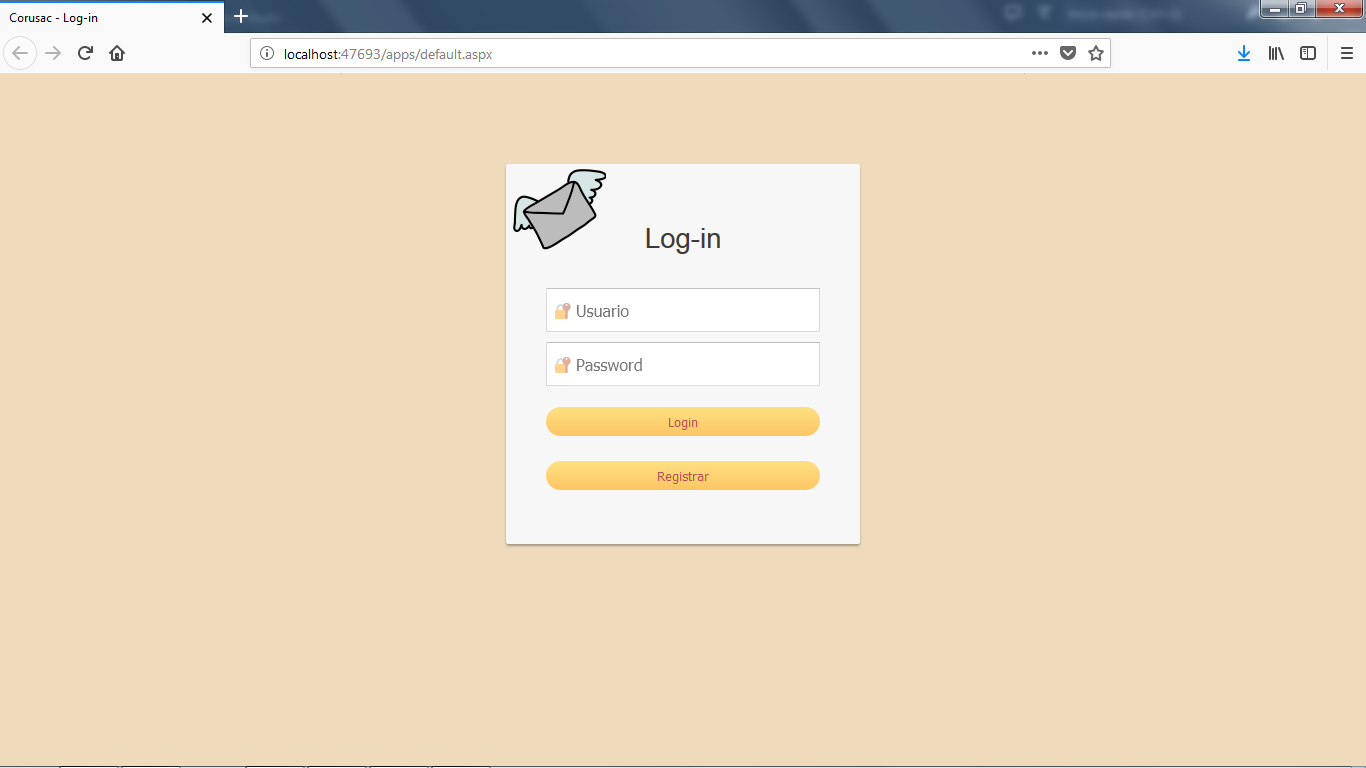 Corusac - Log-in
localhost:47693/apps/default.aspx
Log-in
Usuario
Password
Login
Registrar